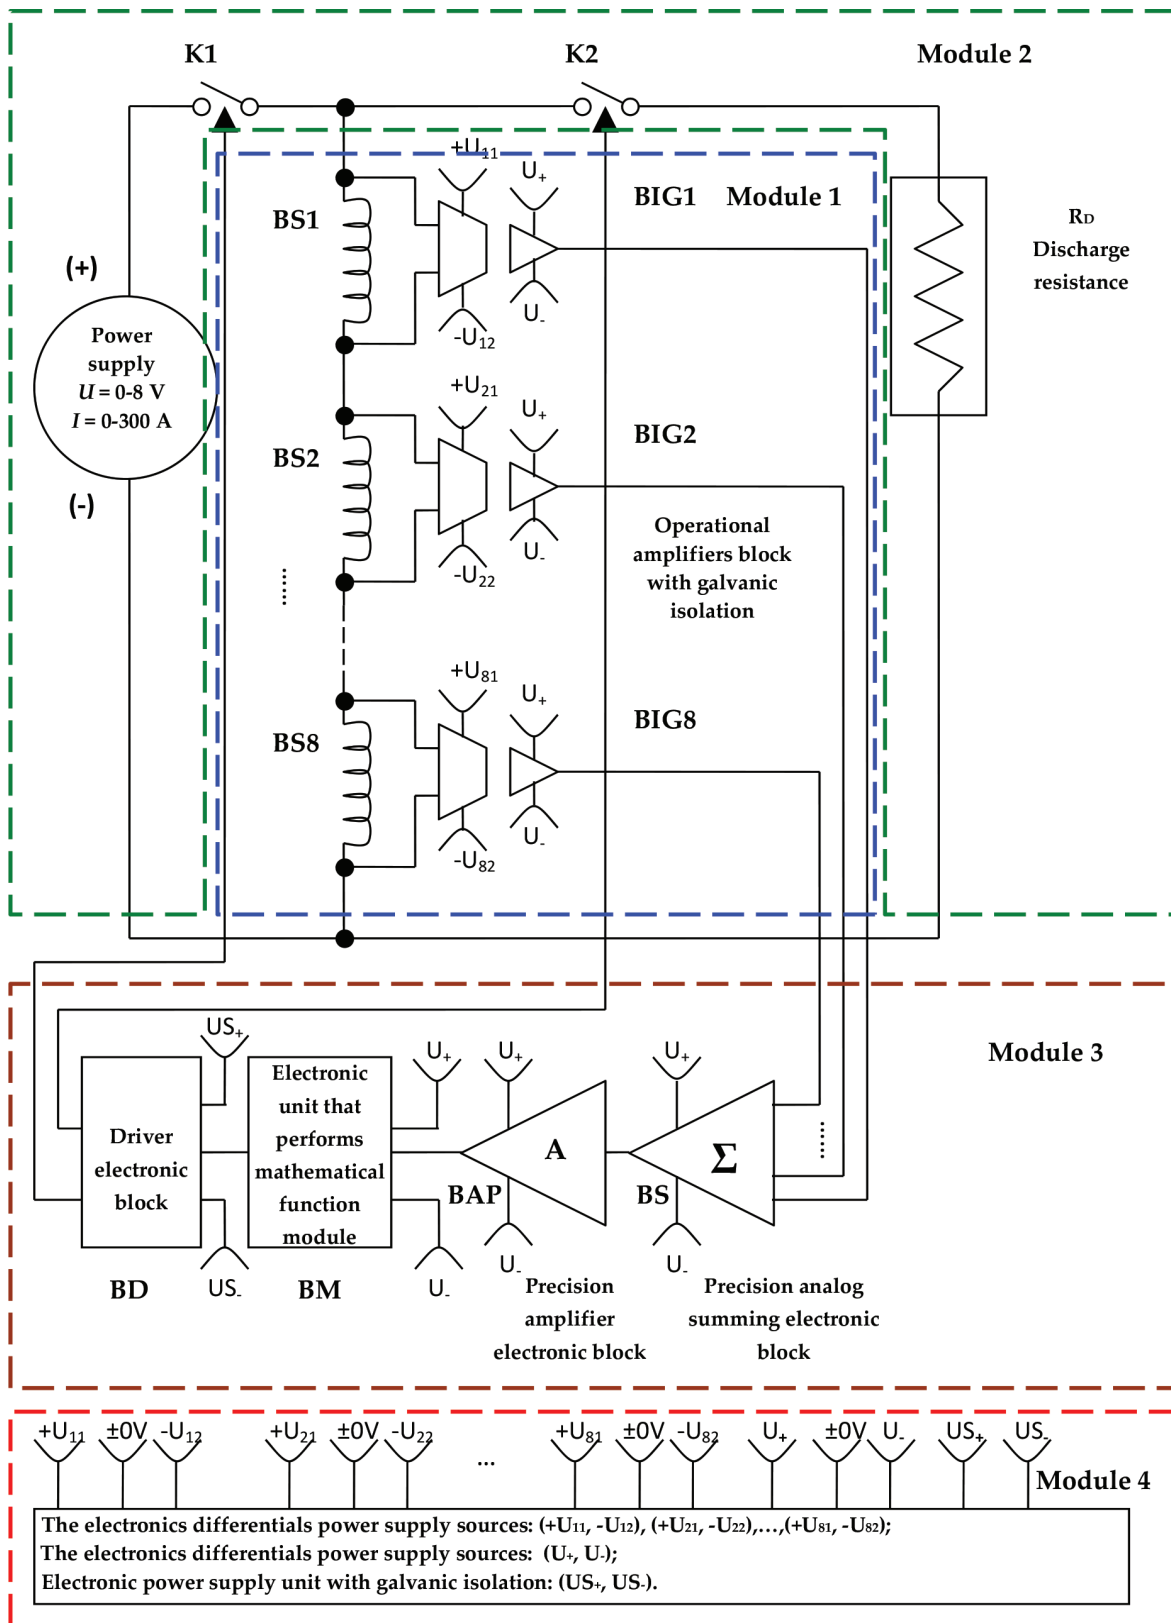 K1
K2
Module 2
+U11
U+
BIG1
Module 1
BS1
RD
Discharge
resistance
(+)
U-
-U12
Power
supply
U = 0-8 V
I = 0-300 A
+U21
U+
BIG2
BS2
(-)
Operational
amplifiers block
with galvanic
isolation
U-
-U22
......
+U81
U+
BIG8
BS8
U-
-U82
US+
U+
U+
U+
Module 3
Electronic
unit that
performs
mathematical
function
module
Driver
electronic
block
A
Σ
......
BAP
BS
BD
US-
BM
U-
U-
U-
Precision
amplifier
electronic block
Precision analog
summing electronic
block
+U11 ±0V -U12 +U21 ±0V -U22 ... +U81 ±0V -U82 U+ ±0V U- US+ US-
Module 4
The electronics differentials power supply sources: (+U11, -U12), (+U21, -U22),...,(+U81, -U82);
The electronics differentials power supply sources: (U+, U-);
Electronic power supply unit with galvanic isolation: (US+, US-).